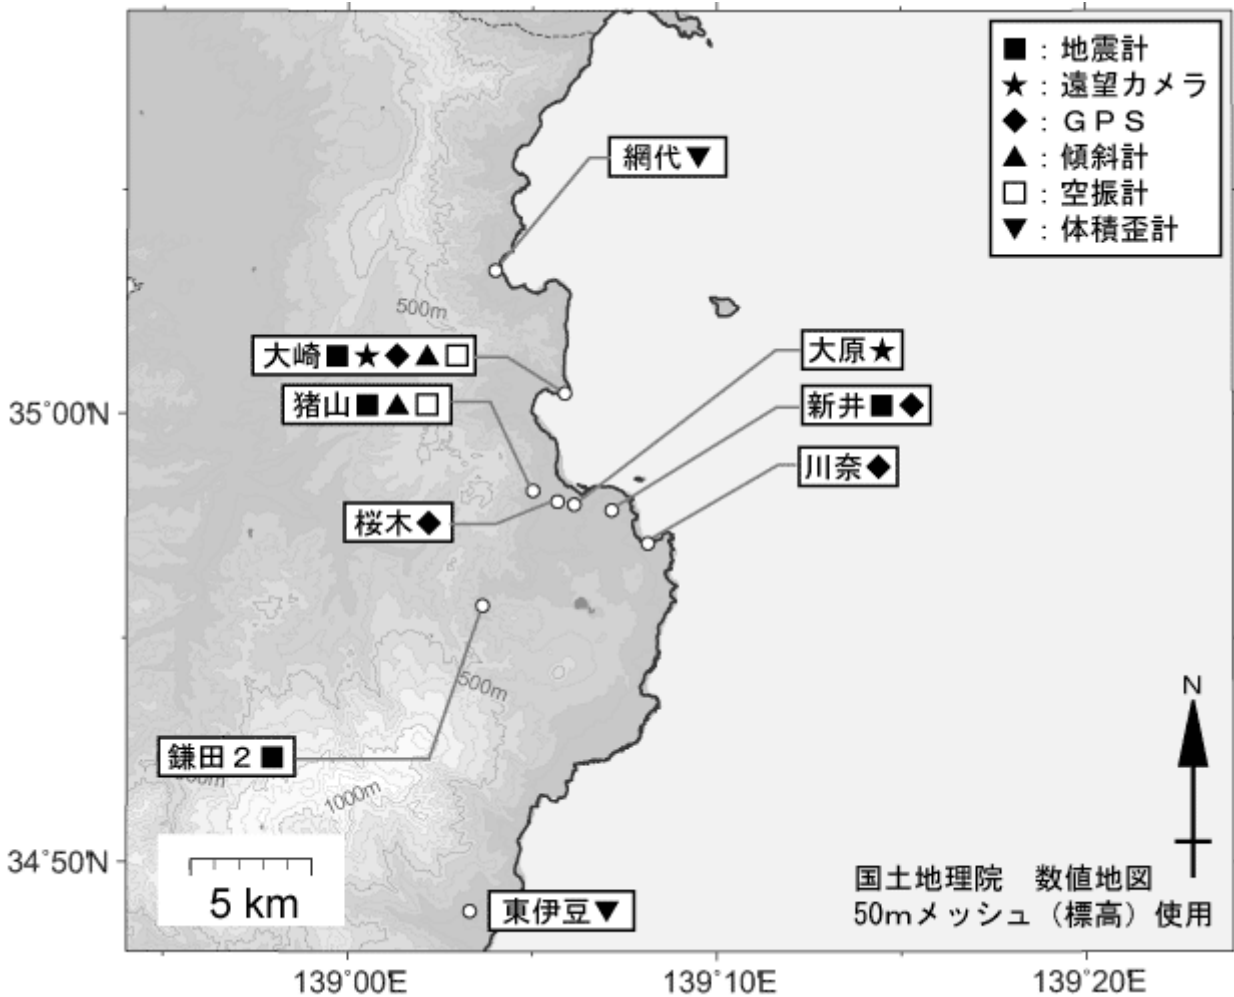 ■：地震計
★：遠望カメラ
◆：ＧＰＳ
▲：傾斜計
□：空振計
▼：体積歪計
網代▼
500m
大崎■★◆▲□
大原★
猪山■▲□
新井■◆
35°00'N
川奈◆
桜木◆
500m
N
鎌田２■
1000m
34°50'N
5 km
国土地理院　数値地図
50mメッシュ（標高）使用
東伊豆▼
139°00'E
139°10'E
139°20'E